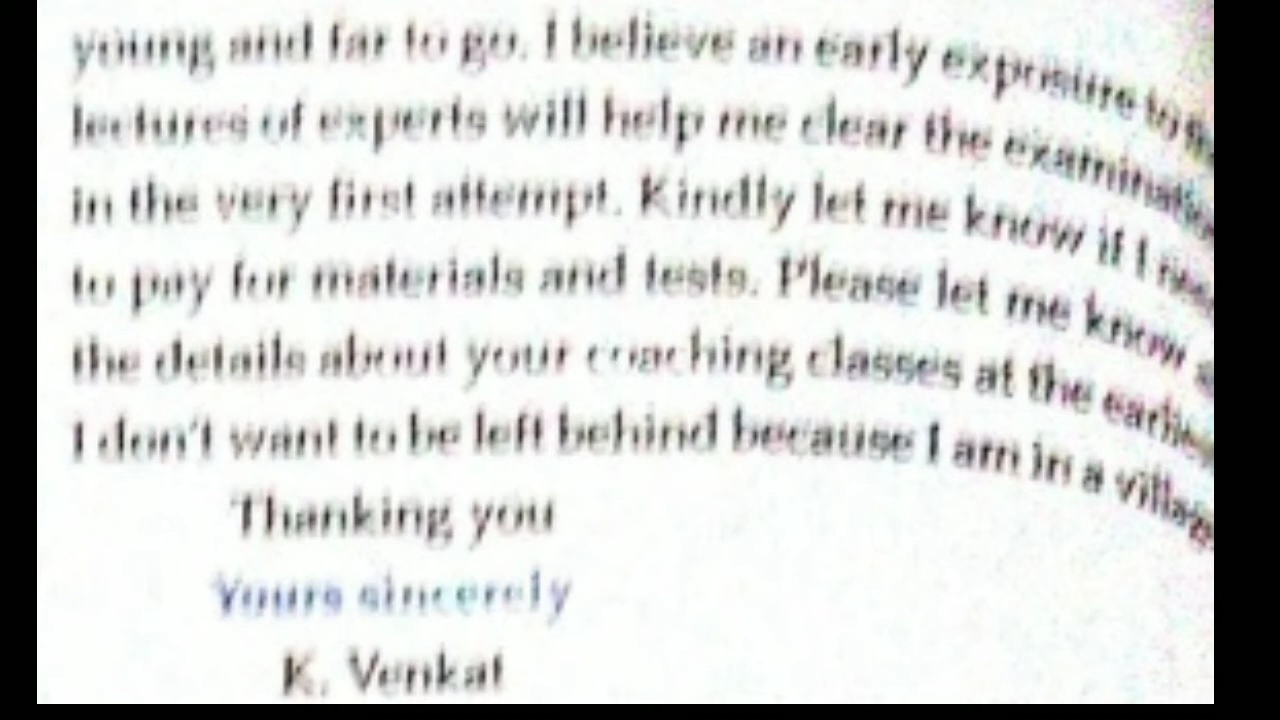 young and far to go. I believe an early exposure to the
lectures of experts will help me clear the examination
in the very first attempt. Kindly let me know if I
to pay for materials and tests. Please let me know
the details about your coaching classes at the
I don't want to be left behind because I am in a
Thanking you
Yours sincerely
K. Venkat